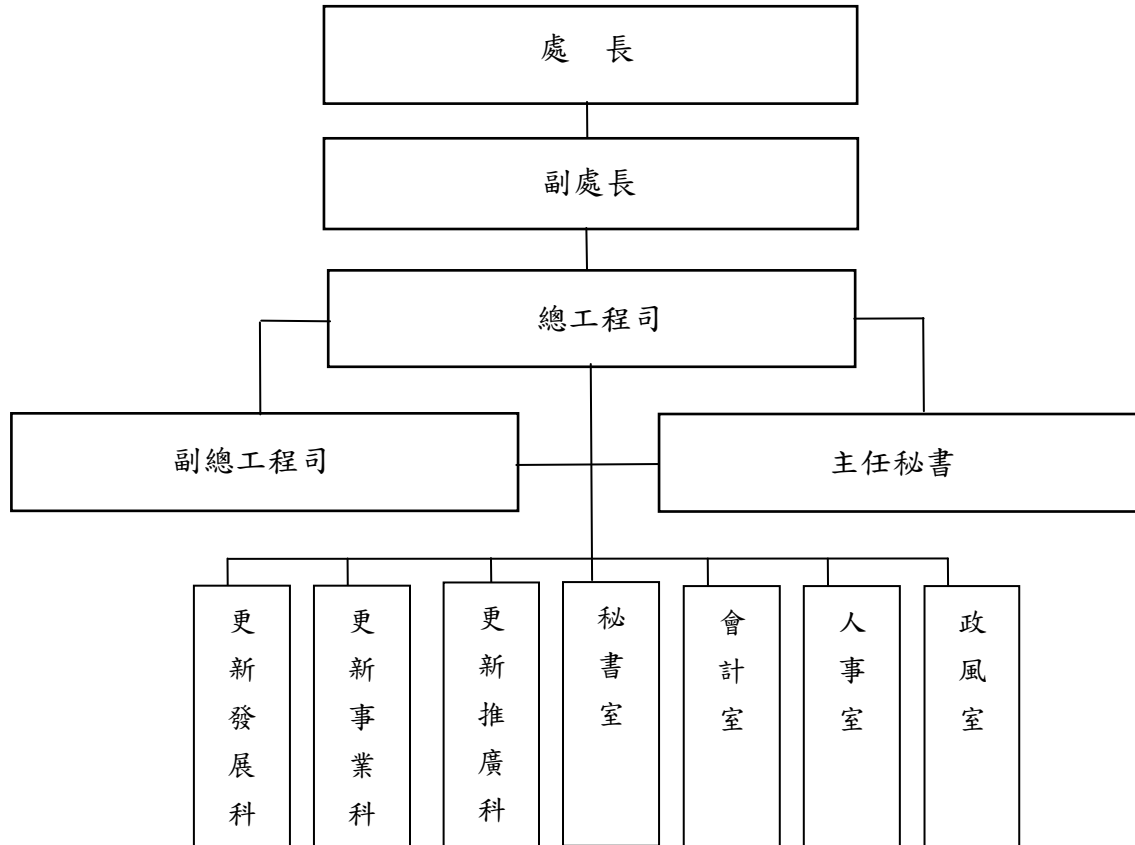 處　長
副處長
總工程司
副總工程司
主任秘書
更新發展科
更新事業科
更新推廣科
秘書室
會計室
人事室
政風室